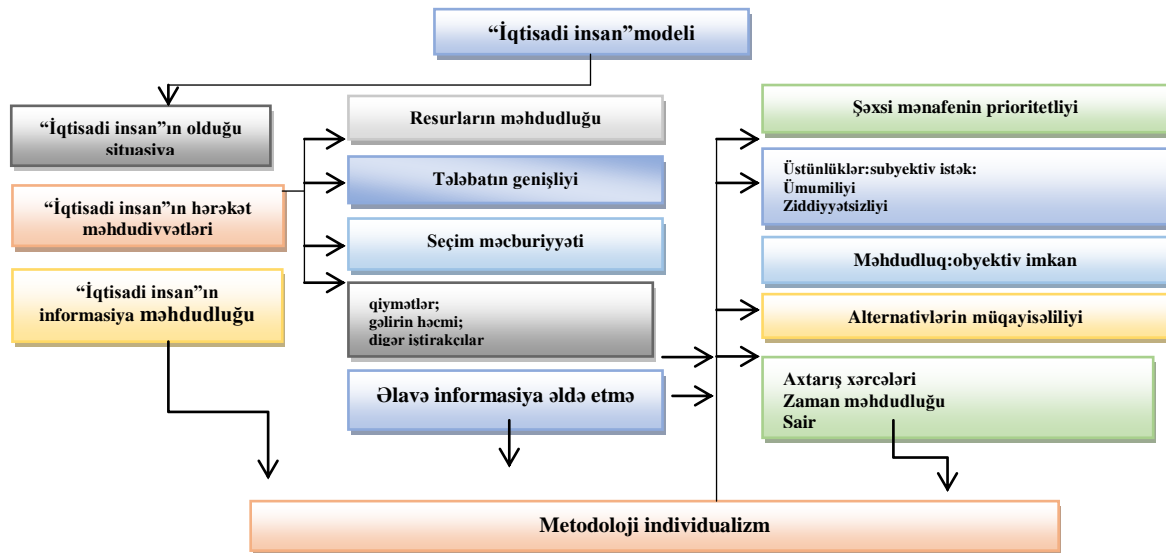 “İqtisadi insan”modeli
“İqtisadi insan”ın olduğu
situasiya
“İqtisadi insan”ın hərəkət
məhdudiyyətləri
“İqtisadi insan”ın
informasiya məhdudluğu
Resurların məhdudluğu
Tələbatın genişliyi
Seçim məcburiyyəti
qiymətlər;
gəlirin həcmi;
digər iştirakçılar
Əlavə informasiya əldə etmə
Şəxsi mənafenin prioritetliyi
Üstünlüklər:subyektiv istək:
Ümumiliyi
Ziddiyyətsizliyi
Məhdudluq:obyektiv imkan
Alternativlərin müqayisəliliyi
Axtarış xərcələri
Zaman məhdudluğu
Sair
Metodoloji individualizm